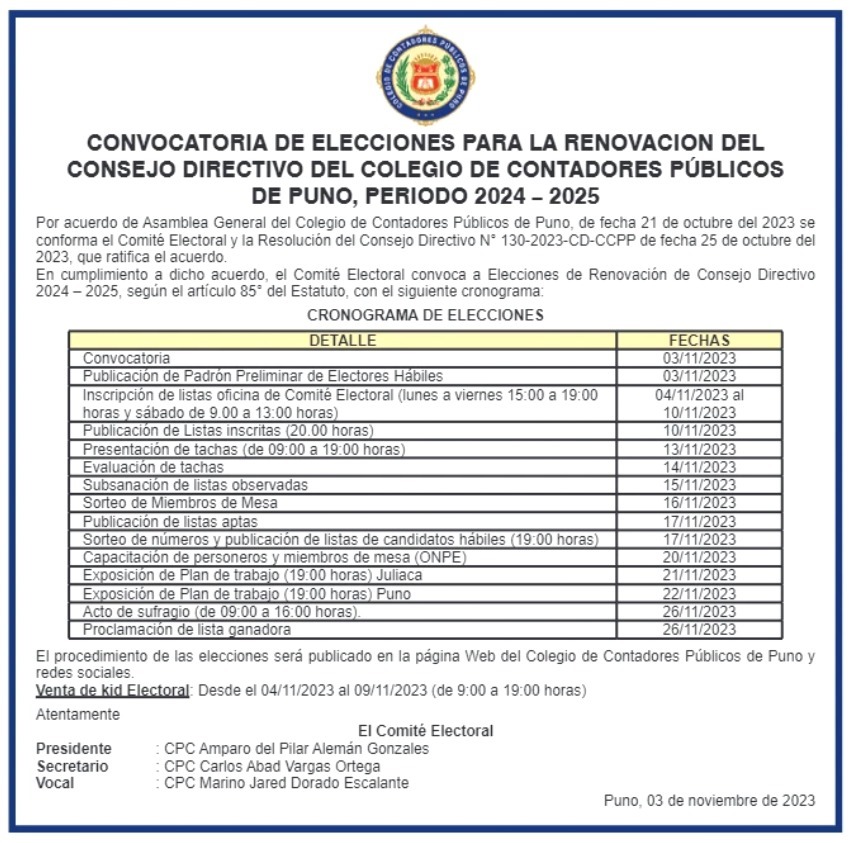 COLEGIO DE CONTADORES PÚBLICOS DE PUNO
CONVOCATORIA DE ELECCIONES PARA LA RENOVACION DEL
CONSEJO DIRECTIVO DEL COLEGIO DE CONTADORES PÚBLICOS
DE PUNO, PERIODO 2024 – 2025
Por acuerdo de Asamblea General del Colegio de Contadores Públicos de Puno, de fecha 21 de octubre del 2023 se
conforma el Comité Electoral y la Resolución del Consejo Directivo N° 130-2023-CD-CCPP de fecha 25 de octubre del
2023, que ratifica el acuerdo.
En cumplimiento a dicho acuerdo, el Comité Electoral convoca a Elecciones de Renovación de Consejo Directivo
2024 – 2025, según el artículo 85° del Estatuto, con el siguiente cronograma:
CRONOGRAMA DE ELECCIONES
DETALLE FECHAS
Convocatoria 03/11/2023
Publicación de Padrón Preliminar de Electores Hábiles 03/11/2023
Inscripción de listas oficina de Comité Electoral (lunes a viernes 15:00 a 19:00 04/11/2023 al
horas y sábado de 9.00 a 13:00 horas) 10/11/2023
Publicación de Listas inscritas (20.00 horas) 10/11/2023
Presentación de tachas (de 09:00 a 19:00 horas) 13/11/2023
Evaluación de tachas 14/11/2023
Subsanación de listas observadas 15/11/2023
Sorteo de Miembros de Mesa 16/11/2023
Publicación de listas aptas 17/11/2023
Sorteo de números y publicación de listas de candidatos hábiles (19:00 horas) 17/11/2023
Capacitación de personeros y miembros de mesa (ONPE) 20/11/2023
Exposición de Plan de trabajo (19:00 horas) Juliaca 21/11/2023
Exposición de Plan de trabajo (19:00 horas) Puno 22/11/2023
Acto de sufragio (de 09:00 a 16:00 horas). 26/11/2023
Proclamación de lista ganadora 26/11/2023
El procedimiento de las elecciones será publicado en la página Web del Colegio de Contadores Públicos de Puno y
redes sociales.
Venta de kid Electoral: Desde el 04/11/2023 al 09/11/2023 (de 9:00 a 19:00 horas)
Atentamente
El Comité Electoral
Presidente : CPC Amparo del Pilar Alemán Gonzales
Secretario : CPC Carlos Abad Vargas Ortega
Vocal : CPC Marino Jared Dorado Escalante
Puno, 03 de noviembre de 2023